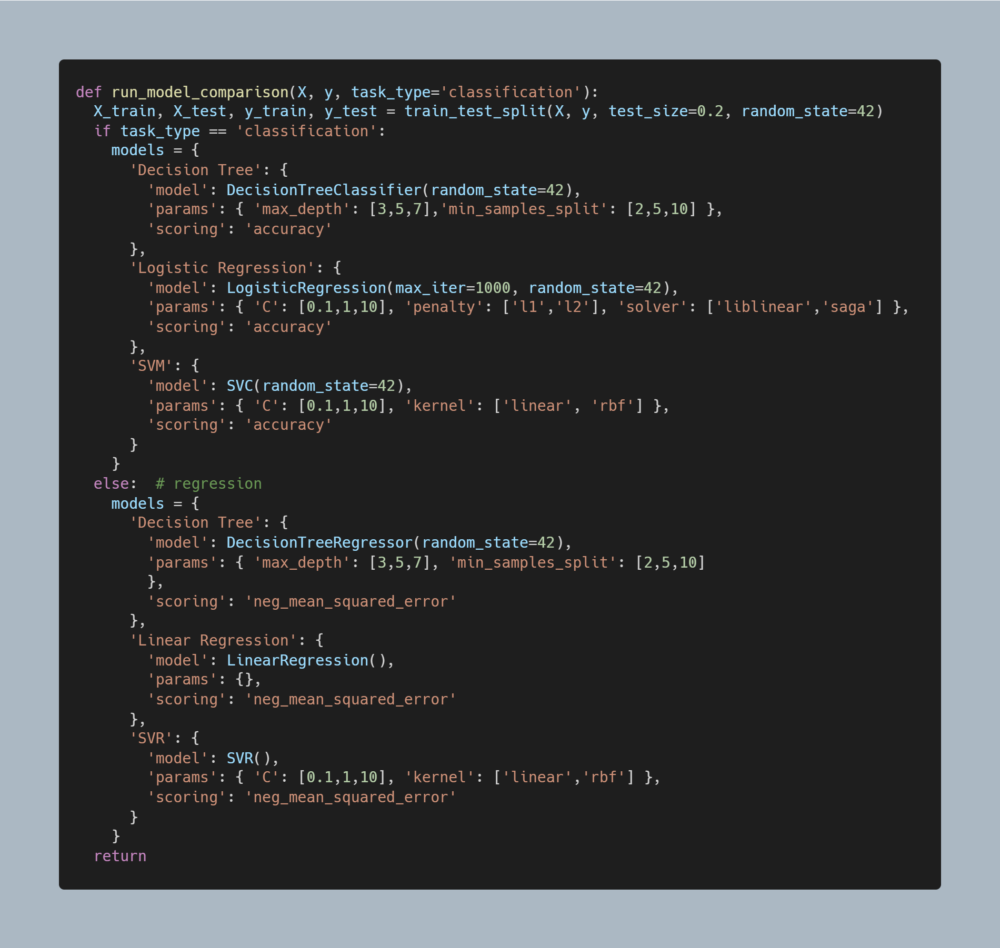 def run_model_comparison(X, y, task_type='classification'):
  X_train, X_test, y_train, y_test = train_test_split(X, y, test_size=0.2, random_state=42)
  if task_type == 'classification':
    models = {
      'Decision Tree': {
        'model': DecisionTreeClassifier(random_state=42),
        'params': { 'max_depth': [3,5,7],'min_samples_split': [2,5,10] },
        'scoring': 'accuracy'
      },
      'Logistic Regression': {
        'model': LogisticRegression(max_iter=1000, random_state=42),
        'params': { 'C': [0.1,1,10], 'penalty': ['l1','l2'], 'solver': ['liblinear','saga'] },
        'scoring': 'accuracy'
      },
      'SVM': {
        'model': SVC(random_state=42),
        'params': { 'C': [0.1,1,10], 'kernel': ['linear', 'rbf'] },
        'scoring': 'accuracy'
      }
    }
  else:  # regression
    models = {
      'Decision Tree': {
        'model': DecisionTreeRegressor(random_state=42),
        'params': { 'max_depth': [3,5,7], 'min_samples_split': [2,5,10]
        },
        'scoring': 'neg_mean_squared_error'
      },
      'Linear Regression': {
        'model': LinearRegression(),
        'params': {},
        'scoring': 'neg_mean_squared_error'
      },
      'SVR': {
        'model': SVR(),
        'params': { 'C': [0.1,1,10], 'kernel': ['linear','rbf'] },
        'scoring': 'neg_mean_squared_error'
      }
    }
  return